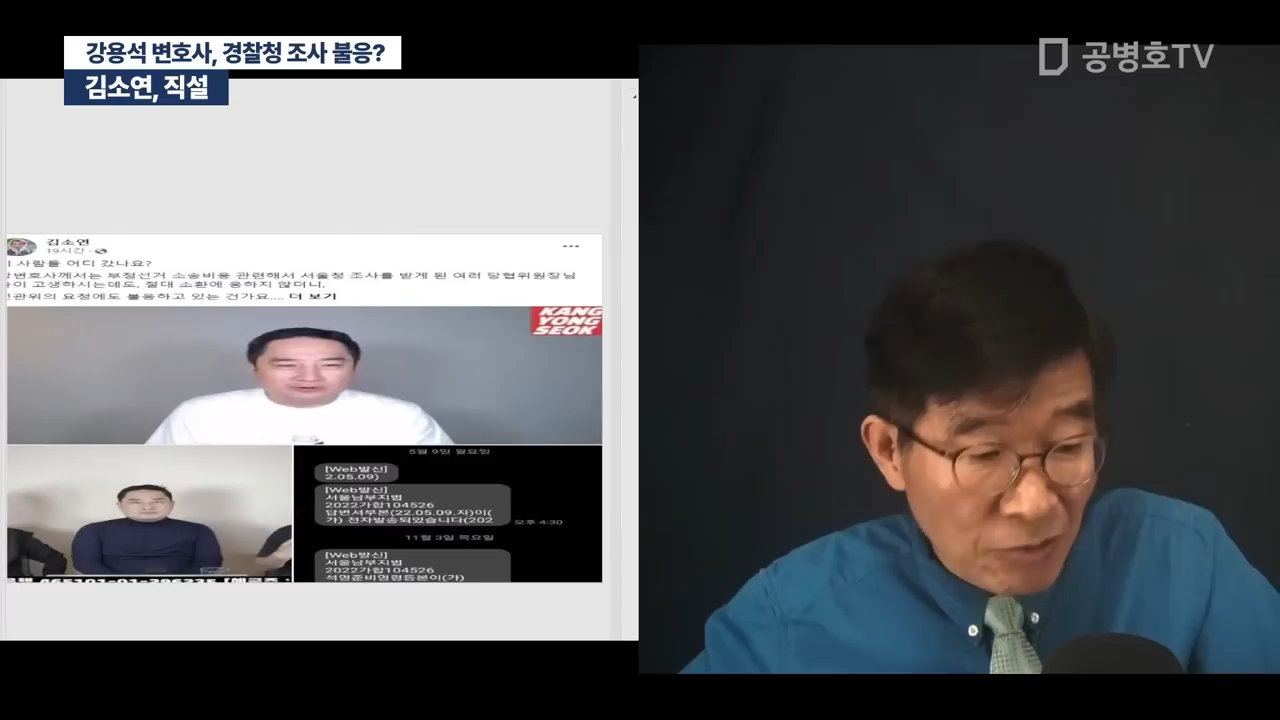 강용석 변호사, 경찰청 조사 불응?
김소연, 직설
공병호TV
김소연
19시간
사람들 어디 갔나요?
변호사께서는 부정선거 소송비용 관련해서 서울청 조사를 받게 된 여러 당협위원장님
이 고생하시는데도, 절대 소환에 응하지 않더니,
관위의 요청에도 불응하고 있는 건가요.... 더 보기
KANG
YONG
SEOK
5월 9일 월요일
[Web발신]
2.05.09)
[Web발신]
서울남부지법
2022가합104526
답변서부본(22.05.09.자)이(
가) 전자발송되었습니다(202
오후 4:30
11월 3일 목요일
[Web발신]
서울남부지법
2022가합104526
석명준비명령등본이(가)